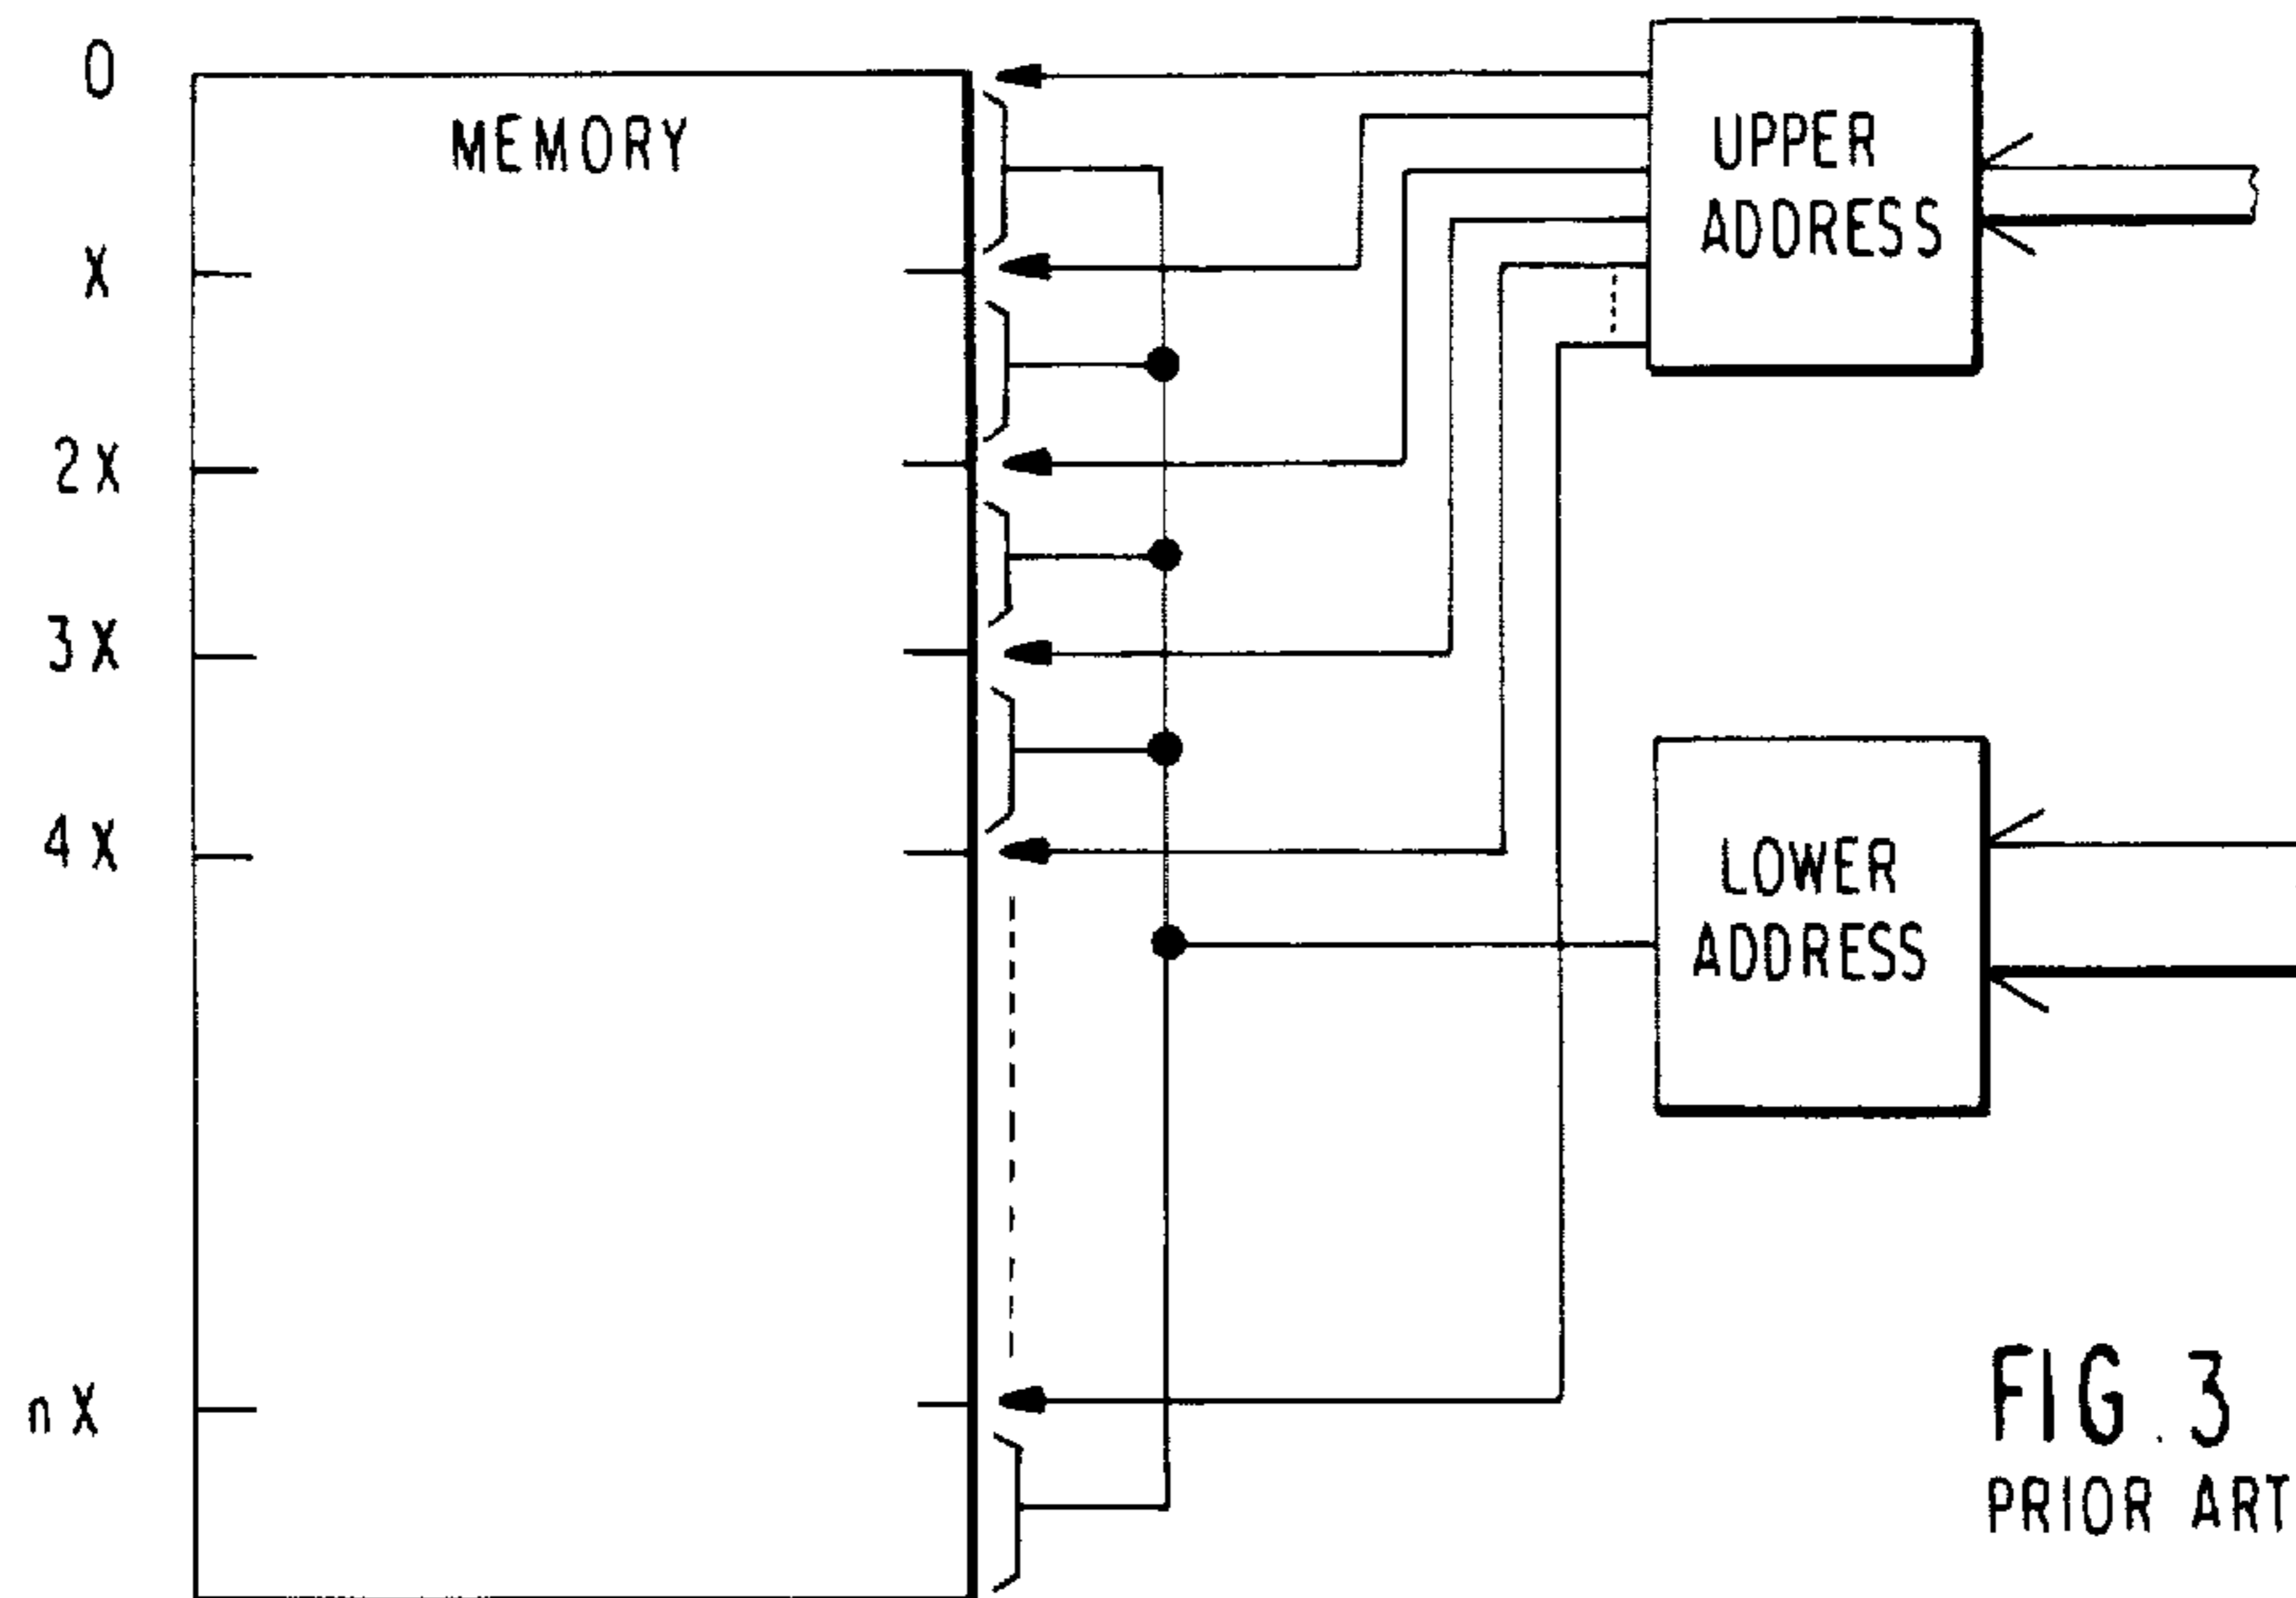 0
MEMORY
UPPER
ADDRESS
X
2X
3X
4X
LOWER
ADDRESS
nX
FIG.3
PRIOR ART